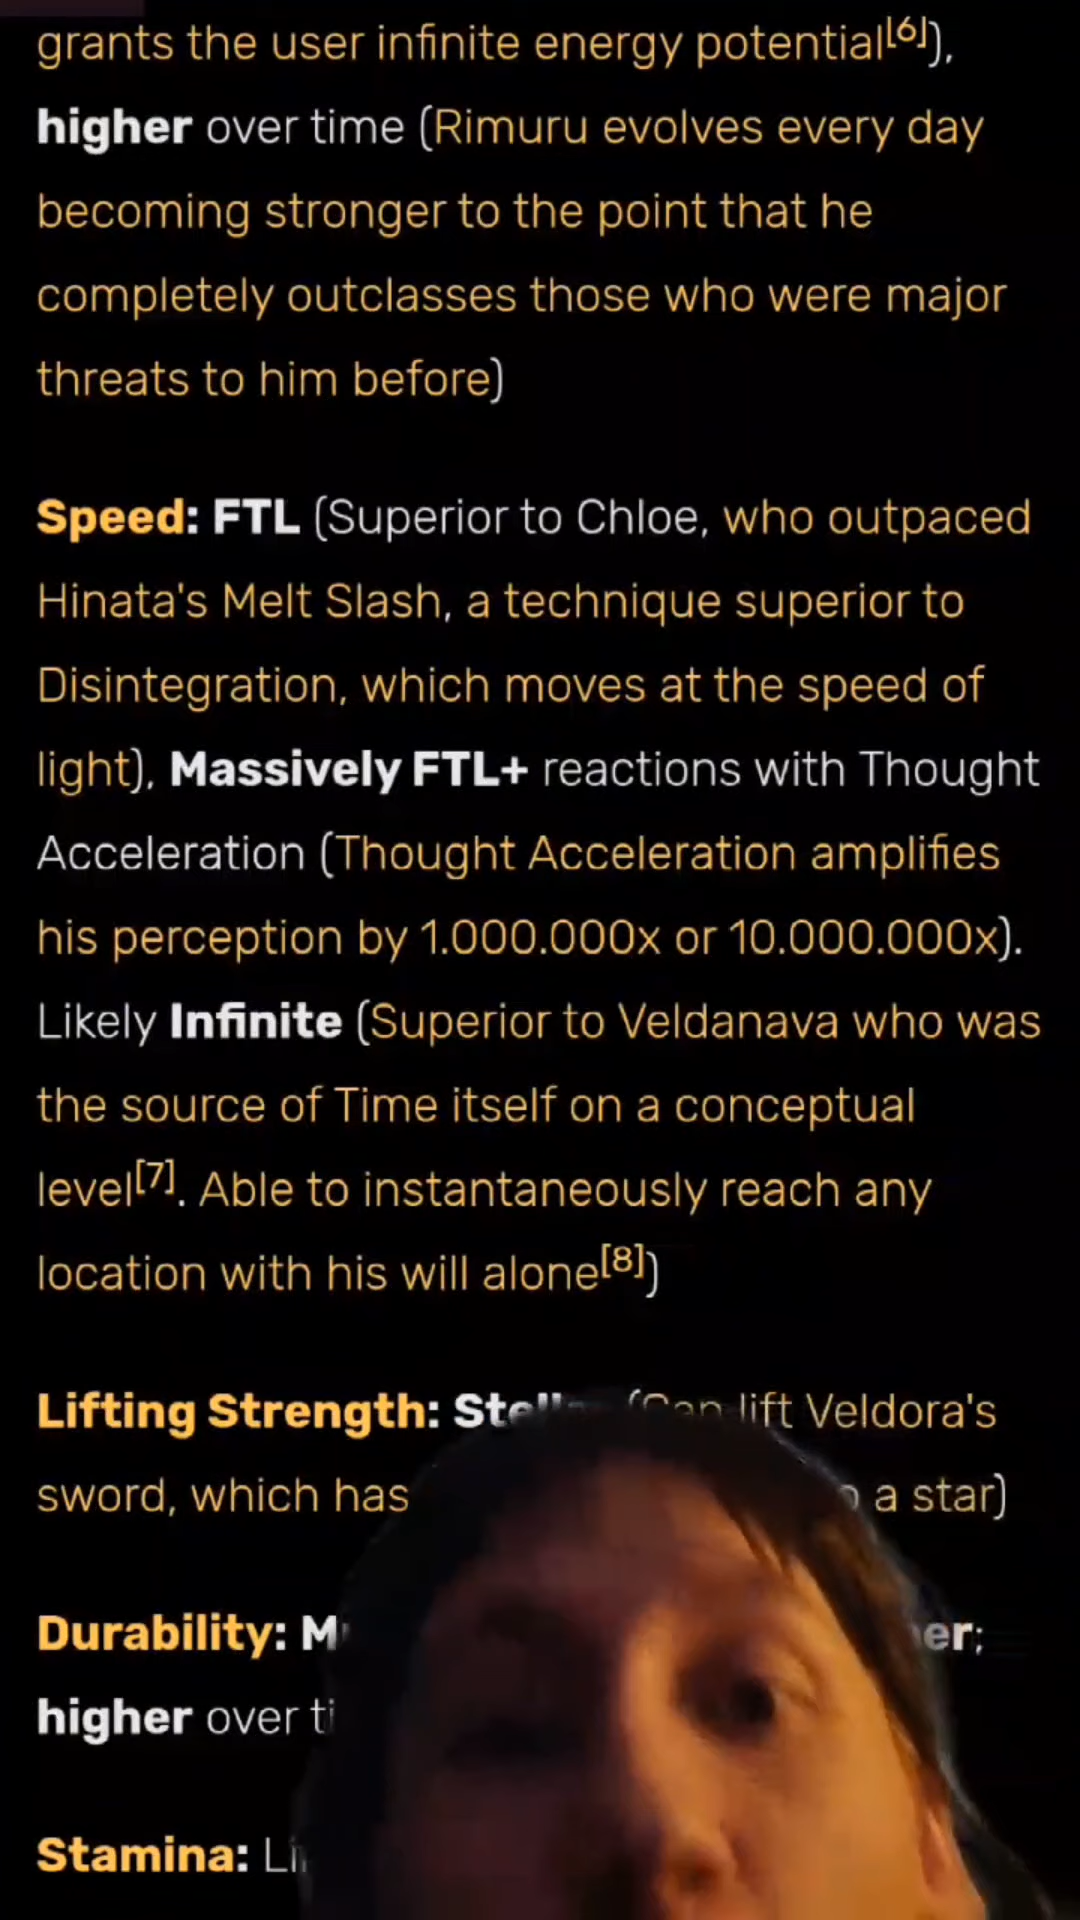 grants the user infinite energy potential[6]),
higher over time (Rimuru evolves every day
becoming stronger to the point that he
completely outclasses those who were major
threats to him before)
Speed: FTL (Superior to Chloe, who outpaced
Hinata's Melt Slash, a technique superior to
Disintegration, which moves at the speed of
light), Massively FTL+ reactions with Thought
Acceleration (Thought Acceleration amplifies
his perception by 1.000.000x or 10.000.000x).
Likely Infinite (Superior to Veldanava who was
the source of Time itself on a conceptual
level[7]. Able to instantaneously reach any
location with his will alone[8])
Lifting Strength: (Can lift Veldora's
sword, which has a star)
Durability:
higher over
Stamina: